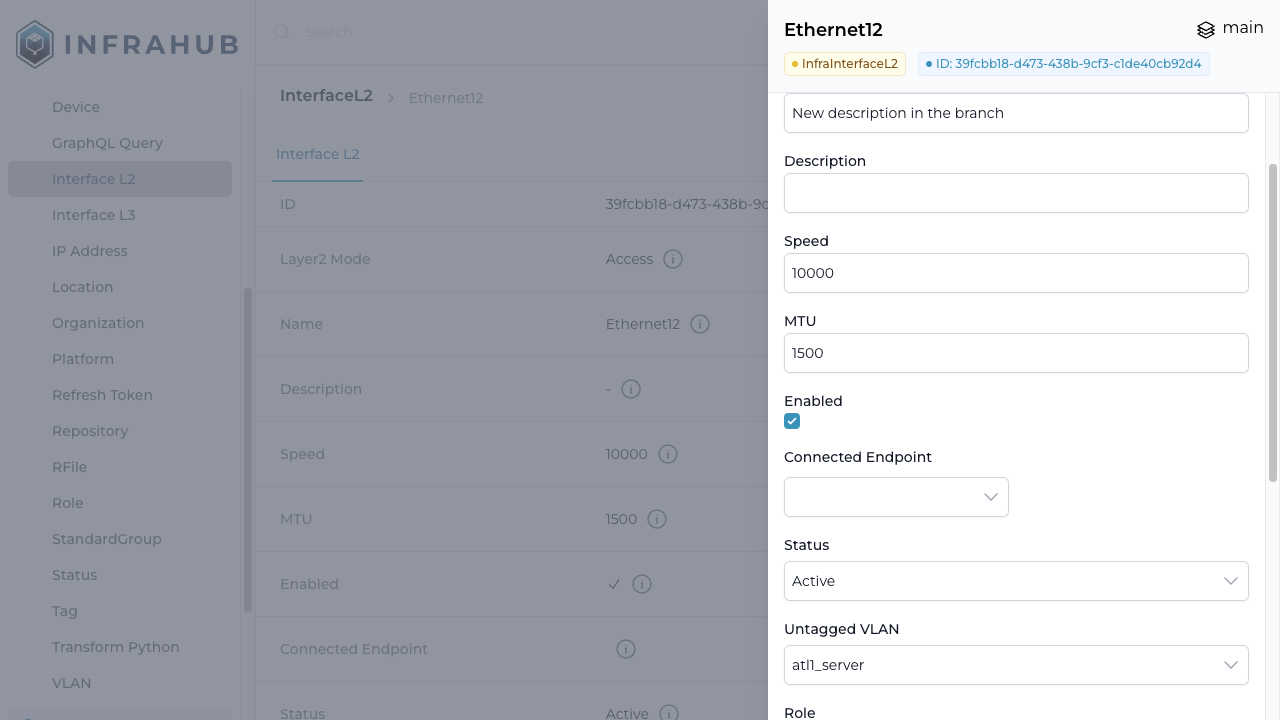 INFRAHUB
Device
GraphQL Query
Interface L2
Interface L3
IP Address
Location
Organization
Platform
Refresh Token
Repository
RFile
Role
StandardGroup
Status
Tag
Transform Python
VLAN
Search
InterfaceL2 > Ethernet12
Interface L2
ID 39fcbb18-d473-438b-9c
Layer2 Mode Access
Name Ethernet12
Description -
Speed 10000
MTU 1500
Enabled
Connected Endpoint
Status Active
Ethernet12
main
InfraInterfaceL2
ID: 39fcbb18-d473-438b-9cf3-c1de40cb92d4
New description in the branch
Description
Speed
10000
MTU
1500
Enabled
Connected Endpoint
Status
Active
Untagged VLAN
atl1_server
Role